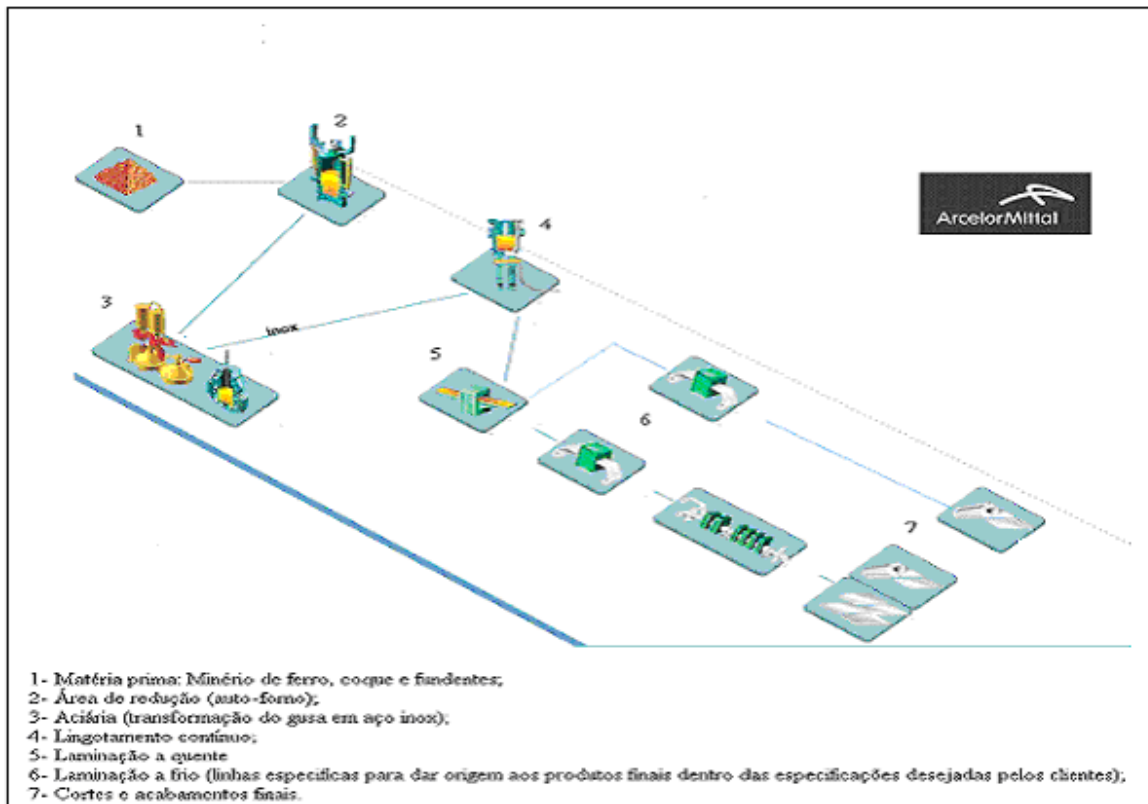 1
2
ArcelorMittal
4
3
inox
5
6
7
1- Matéria prima: Minério de ferro, coque e fundentes;
2- Área de redução (auto-forno);
3- Aciária (transformação do gusa em aço inox);
4- Lingotamento contínuo;
5- Laminação a quente
6- Laminação a frio (linhas especificas para dar origem aos produtos finais dentro das especificações desejadas pelos clientes);
7- Cortes e acabamentos finais.